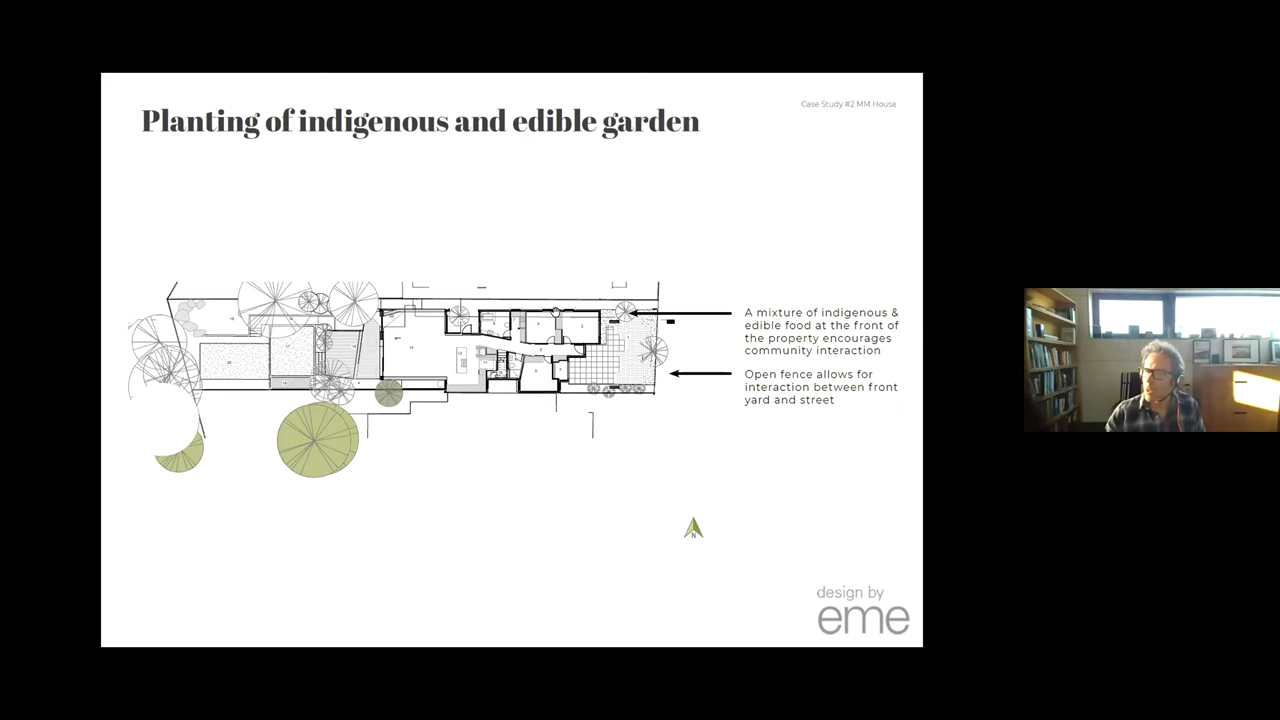 Case Study #2 MM House
Planting of indigenous and edible garden
A mixture of indigenous &
edible food at the front of
the property encourages
community interaction
Open fence allows for
interaction between front
yard and street
N
design by
eme